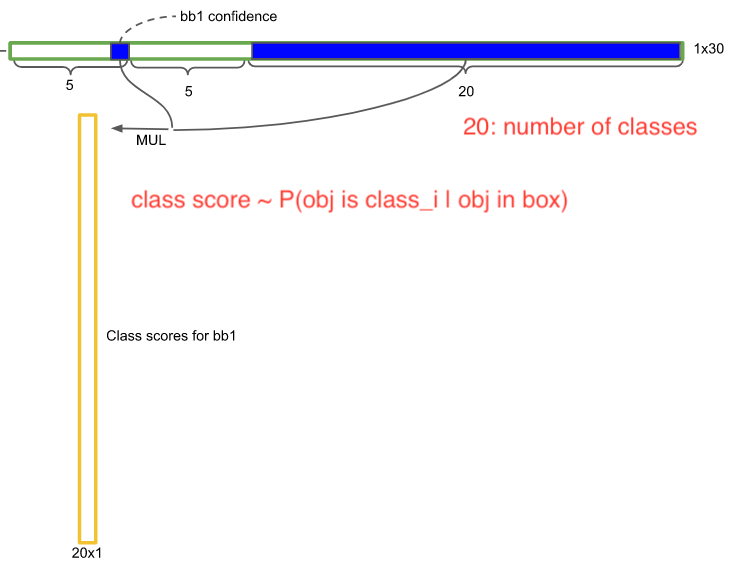 bb1 confidence
1x30
5
5
20
MUL
20: number of classes
class score ~ P(obj is class_i | obj in box)
Class scores for bb1
20x1